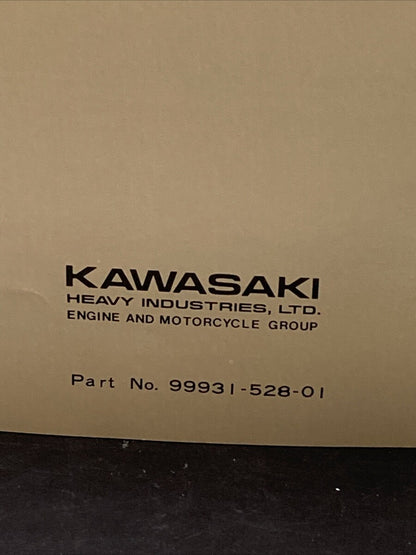 KAWASAKI
HEAVY INDUSTRIES, LTD.
ENGINE AND MOTORCYCLE GROUP
Part No. 99931-528-01